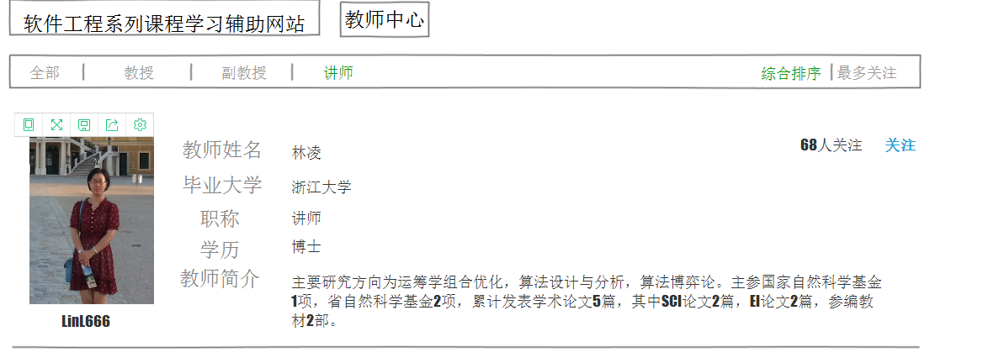 软件工程系列课程学习辅助网站 教师中心
全部 | 教授 | 副教授 | 讲师 综合排序 | 最多关注
教师姓名 林凌 68人关注 关注
毕业大学 浙江大学
职称 讲师
学历 博士
教师简介 主要研究方向为运筹学组合优化，算法设计与分析，算法博弈论。主参国家自然科学基金
1项，省自然科学基金2项，累计发表学术论文5篇，其中SCI论文2篇，EI论文2篇，参编教
材2部。
LinL666